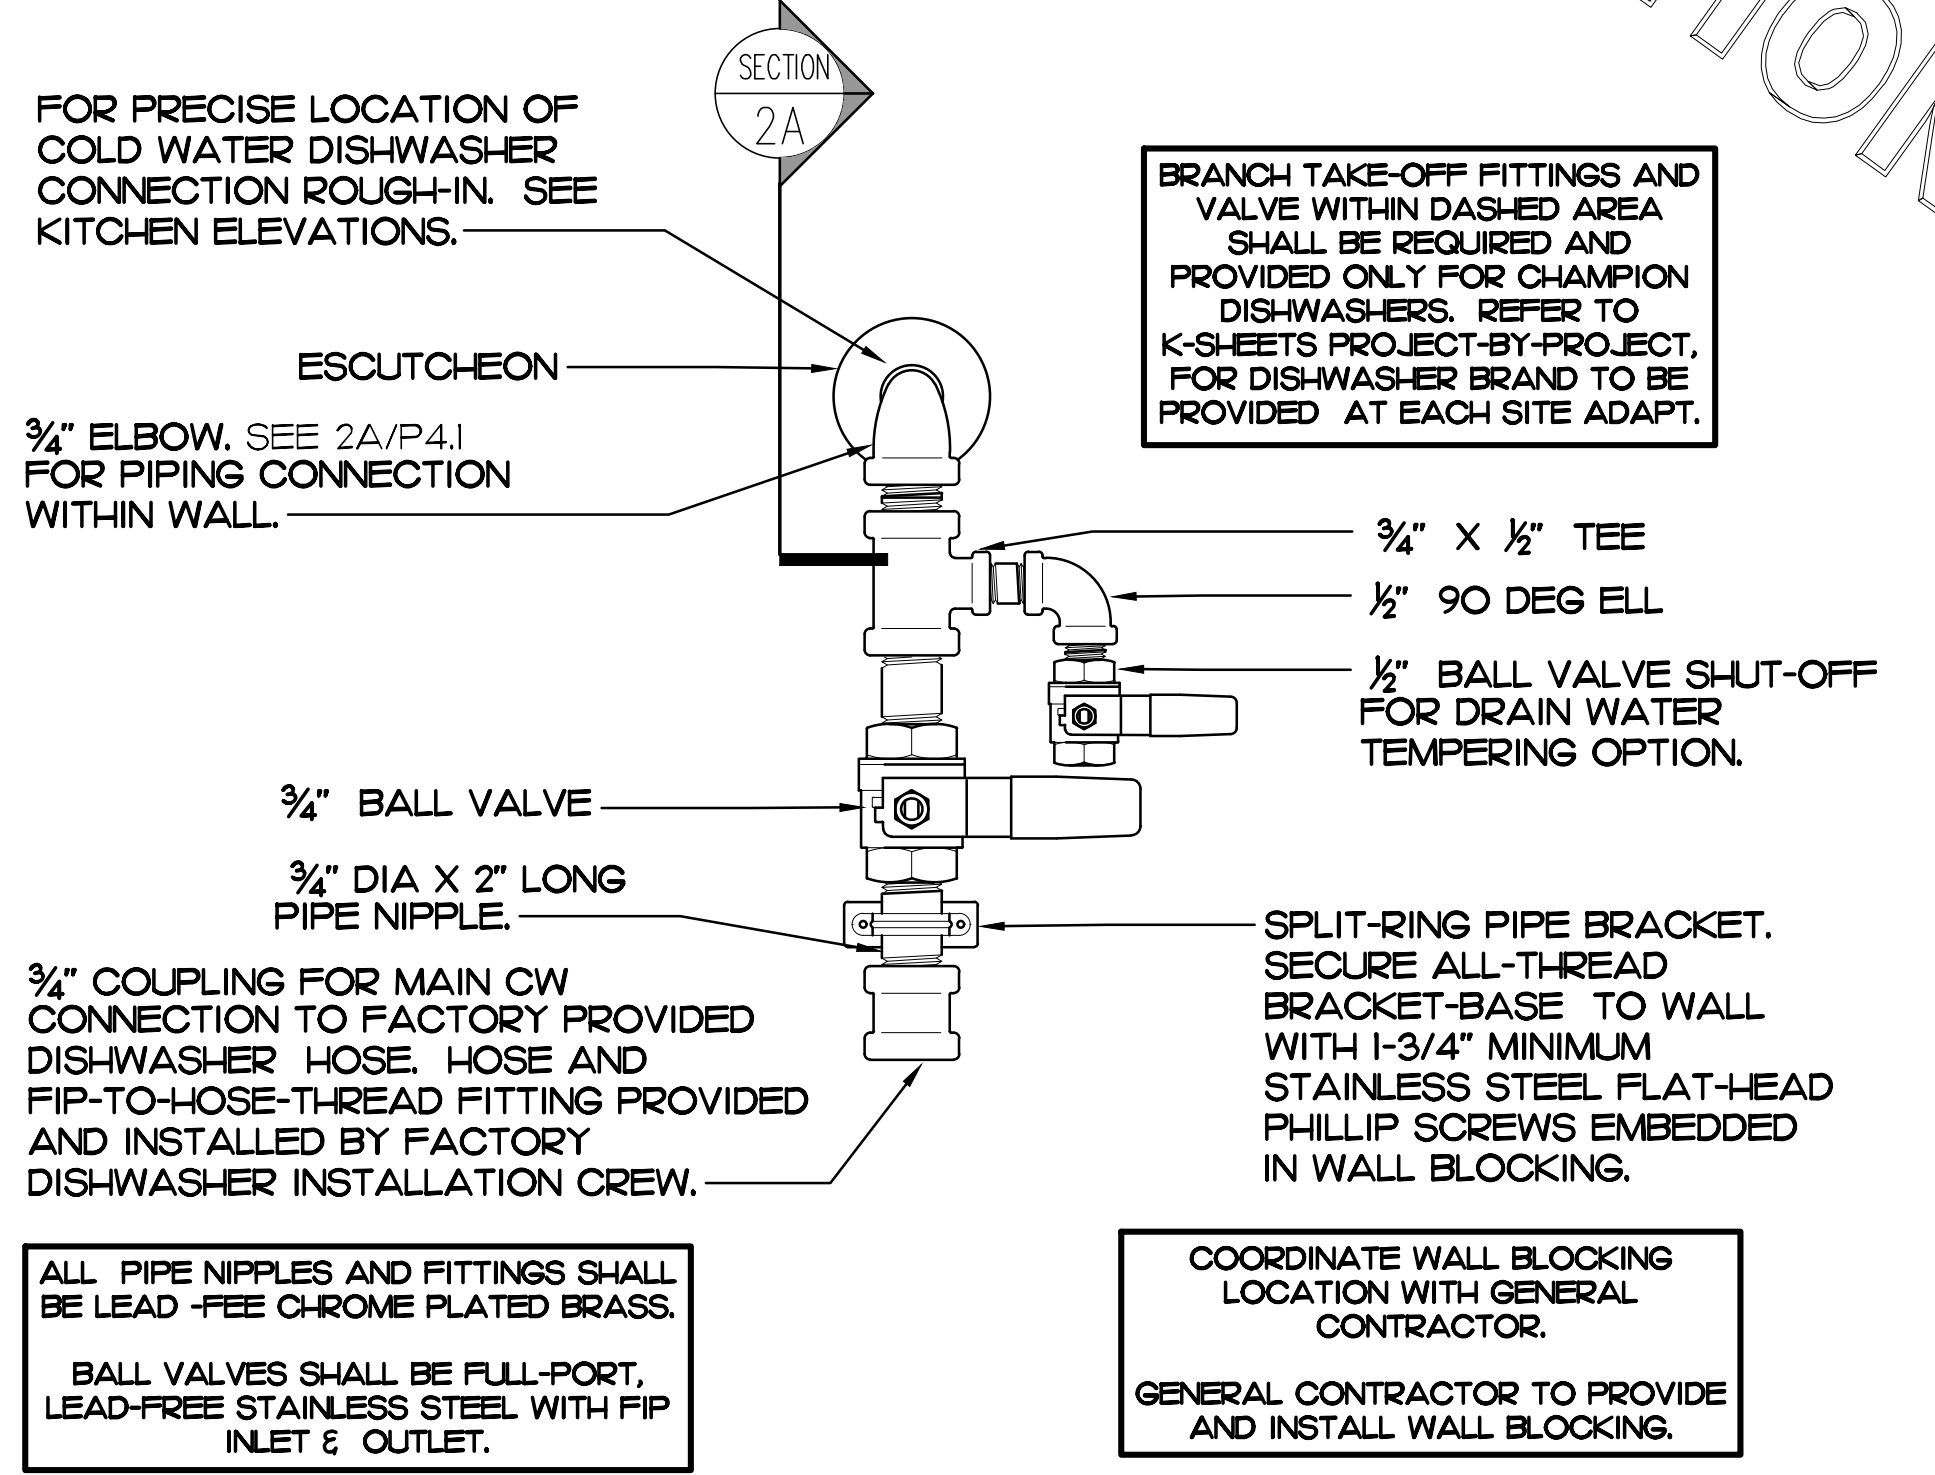 SECTION
2A
FOR PRECISE LOCATION OF
COLD WATER DISHWASHER
CONNECTION ROUGH-IN.  SEE
KITCHEN ELEVATIONS.
BRANCH TAKE-OFF FITTINGS AND
VALVE WITHIN DASHED AREA
SHALL BE REQUIRED AND
PROVIDED ONLY FOR CHAMPION
DISHWASHERS.  REFER TO
K-SHEETS PROJECT-BY-PROJECT,
FOR DISHWASHER BRAND TO BE
PROVIDED  AT EACH SITE ADAPT.
ESCUTCHEON
3/4" ELBOW. SEE 2A/P4.1
FOR PIPING CONNECTION
WITHIN WALL.
3/4"  X  1/2"  TEE
1/2"  90 DEG ELL
1/2"  BALL VALVE SHUT-OFF
FOR DRAIN WATER
TEMPERING OPTION.
3/4"  BALL VALVE
3/4" DIA X 2" LONG
PIPE NIPPLE.
3/4" COUPLING FOR MAIN CW
CONNECTION TO FACTORY PROVIDED
DISHWASHER  HOSE.  HOSE AND
FIP-TO-HOSE-THREAD FITTING PROVIDED
AND INSTALLED BY FACTORY
DISHWASHER INSTALLATION CREW.
SPLIT-RING PIPE BRACKET.
SECURE ALL-THREAD
BRACKET-BASE  TO WALL
WITH 1-3/4" MINIMUM
STAINLESS STEEL FLAT-HEAD
PHILLIP SCREWS EMBEDDED
IN WALL BLOCKING.
ALL  PIPE NIPPLES AND FITTINGS SHALL
BE LEAD -FEE CHROME PLATED BRASS.
BALL VALVES SHALL BE FULL-PORT,
LEAD-FREE STAINLESS STEEL WITH FIP
INLET &  OUTLET.
COORDINATE WALL BLOCKING
LOCATION WITH GENERAL
CONTRACTOR.
GENERAL CONTRACTOR TO PROVIDE
AND INSTALL WALL BLOCKING.